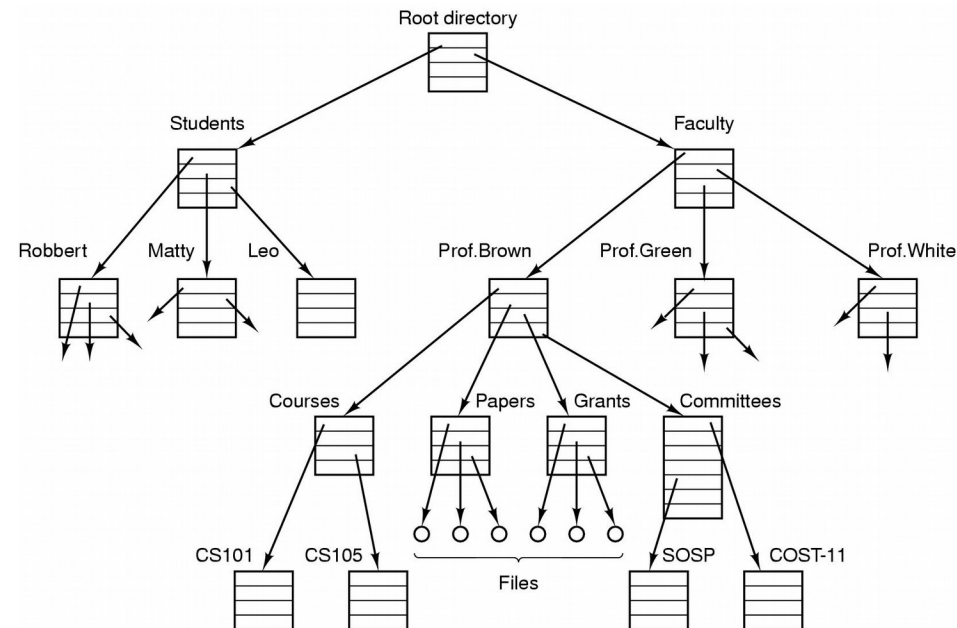 Root directory
Students
Faculty
Robbert
Matty
Leo
Prof.Brown
Prof.Green
Prof.White
Courses
Papers
Grants
Committees
CS101
CS105
SOSP
COST-11
Files